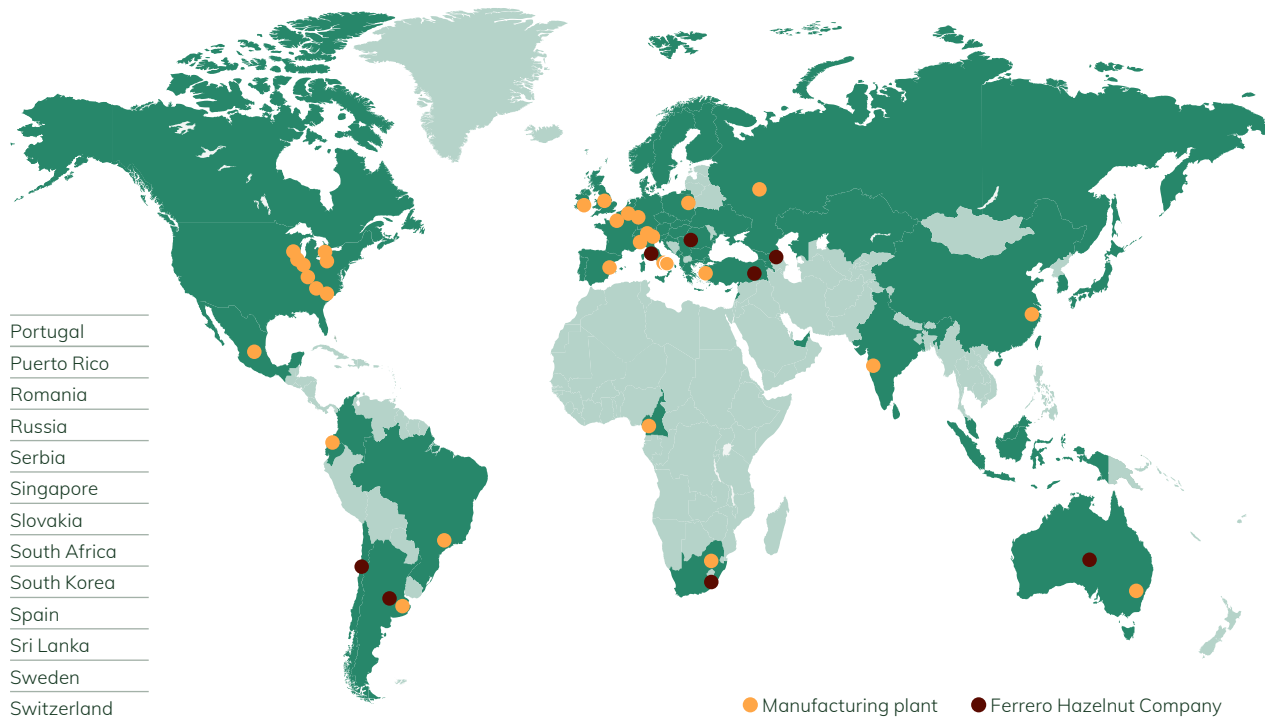 Portugal
Puerto Rico
Romania
Russia
Serbia
Singapore
Slovakia
South Africa
South Korea
Spain
Sri Lanka
Sweden
Switzerland
Manufacturing plant
Ferrero Hazelnut Company